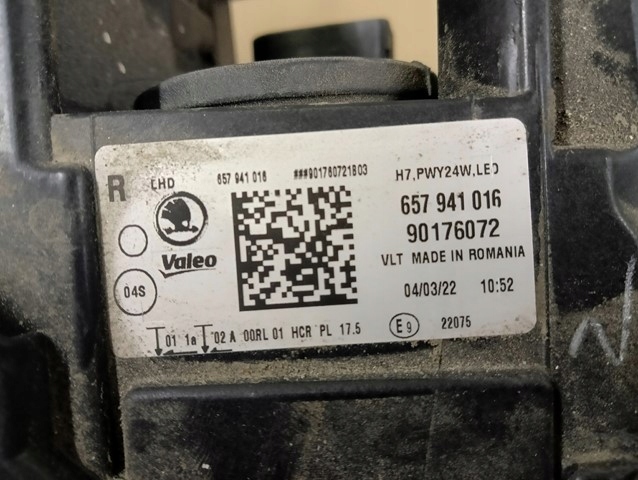 R LHD 657 941 016 ###901760721803 H7,PWY24W,LED
657 941 016
90176072
Valeo
VLT MADE IN ROMANIA
04S
04/03/22 10:52
01 1a 02 A 00RL 01 HCR PL 17.5 E9 22075
N